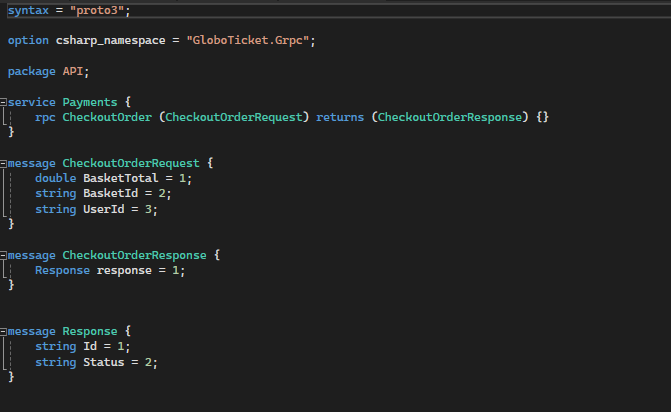 syntax = "proto3";
option csharp_namespace = "GloboTicket.Grpc";
package API;
service Payments {
    rpc CheckoutOrder (CheckoutOrderRequest) returns (CheckoutOrderResponse) {}
}
message CheckoutOrderRequest {
    double BasketTotal = 1;
    string BasketId = 2;
    string UserId = 3;
}
message CheckoutOrderResponse {
    Response response = 1;
}
message Response {
    string Id = 1;
    string Status = 2;
}